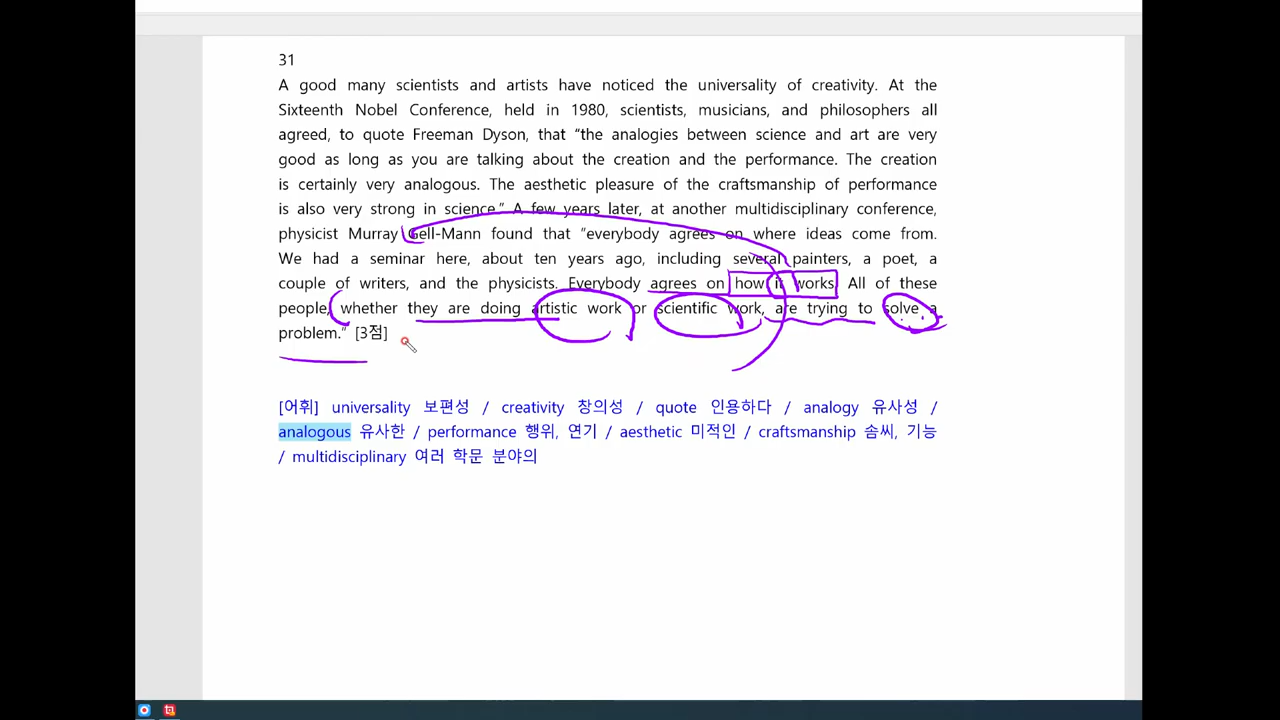 31
A good many scientists and artists have noticed the universality of creativity. At the
Sixteenth Nobel Conference, held in 1980, scientists, musicians, and philosophers all
agreed, to quote Freeman Dyson, that “the analogies between science and art are very
good as long as you are talking about the creation and the performance. The creation
is certainly very analogous. The aesthetic pleasure of the craftsmanship of performance
is also very strong in science.” A few years later, at another multidisciplinary conference,
physicist Murray Gell-Mann found that “everybody agrees on where ideas come from.
We had a seminar here, about ten years ago, including several painters, a poet, a
couple of writers, and the physicists. Everybody agrees on how it works. All of these
people, whether they are doing artistic work or scientific work, are trying to solve a
problem.” [3점]
[어휘] universality 보편성 / creativity 창의성 / quote 인용하다 / analogy 유사성 /
analogous 유사한 / performance 행위, 연기 / aesthetic 미적인 / craftsmanship 솜씨, 기능
/ multidisciplinary 여러 학문 분야의